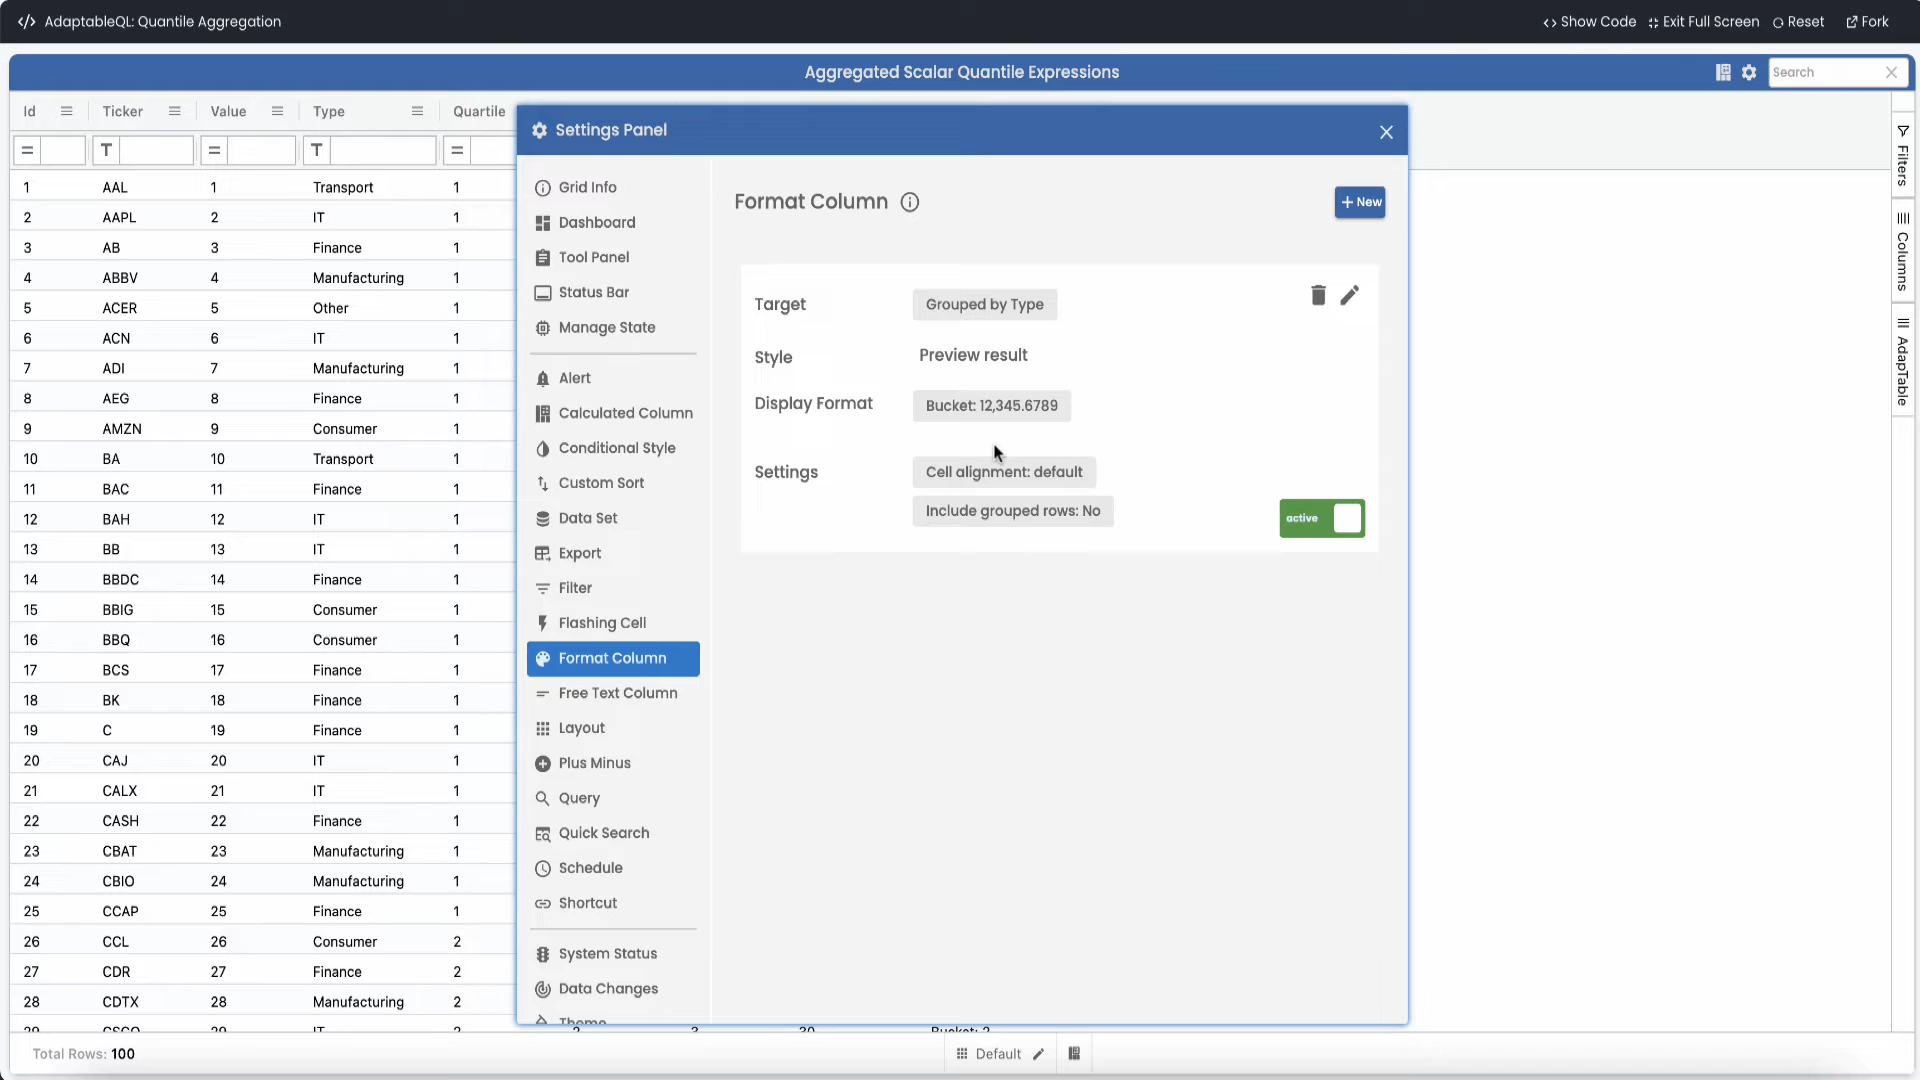 AdaptableQL: Quantile Aggregation
Show Code Exit Full Screen Reset Fork
Aggregated Scalar Quantile Expressions
Search
Id Ticker Value Type Quartile
= T = T =
1 AAL 1 Transport 1
2 AAPL 2 IT 1
3 AB 3 Finance 1
4 ABBV 4 Manufacturing 1
5 ACER 5 Other 1
6 ACN 6 IT 1
7 ADI 7 Manufacturing 1
8 AEG 8 Finance 1
9 AMZN 9 Consumer 1
10 BA 10 Transport 1
11 BAC 11 Finance 1
12 BAH 12 IT 1
13 BB 13 IT 1
14 BBDC 14 Finance 1
15 BBIG 15 Consumer 1
16 BBQ 16 Consumer 1
17 BCS 17 Finance 1
18 BK 18 Finance 1
19 C 19 Finance 1
20 CAJ 20 IT 1
21 CALX 21 IT 1
22 CASH 22 Finance 1
23 CBAT 23 Manufacturing 1
24 CBIO 24 Manufacturing 1
25 CCAP 25 Finance 1
26 CCL 26 Consumer 2
27 CDR 27 Finance 2
28 CDTX 28 Manufacturing 2
29 CSCO 29 IT 2 2 3 30 Bucket: 2
Settings Panel
Grid Info
Dashboard
Tool Panel
Status Bar
Manage State
Alert
Calculated Column
Conditional Style
Custom Sort
Data Set
Export
Filter
Flashing Cell
Format Column
Free Text Column
Layout
Plus Minus
Query
Quick Search
Schedule
Shortcut
System Status
Data Changes
Theme
Format Column
+ New
Target Grouped by Type
Style Preview result
Display Format Bucket: 12,345.6789
Settings Cell alignment: default
Include grouped rows: No
active
Filters
Columns
AdapTable
Total Rows: 100
Default